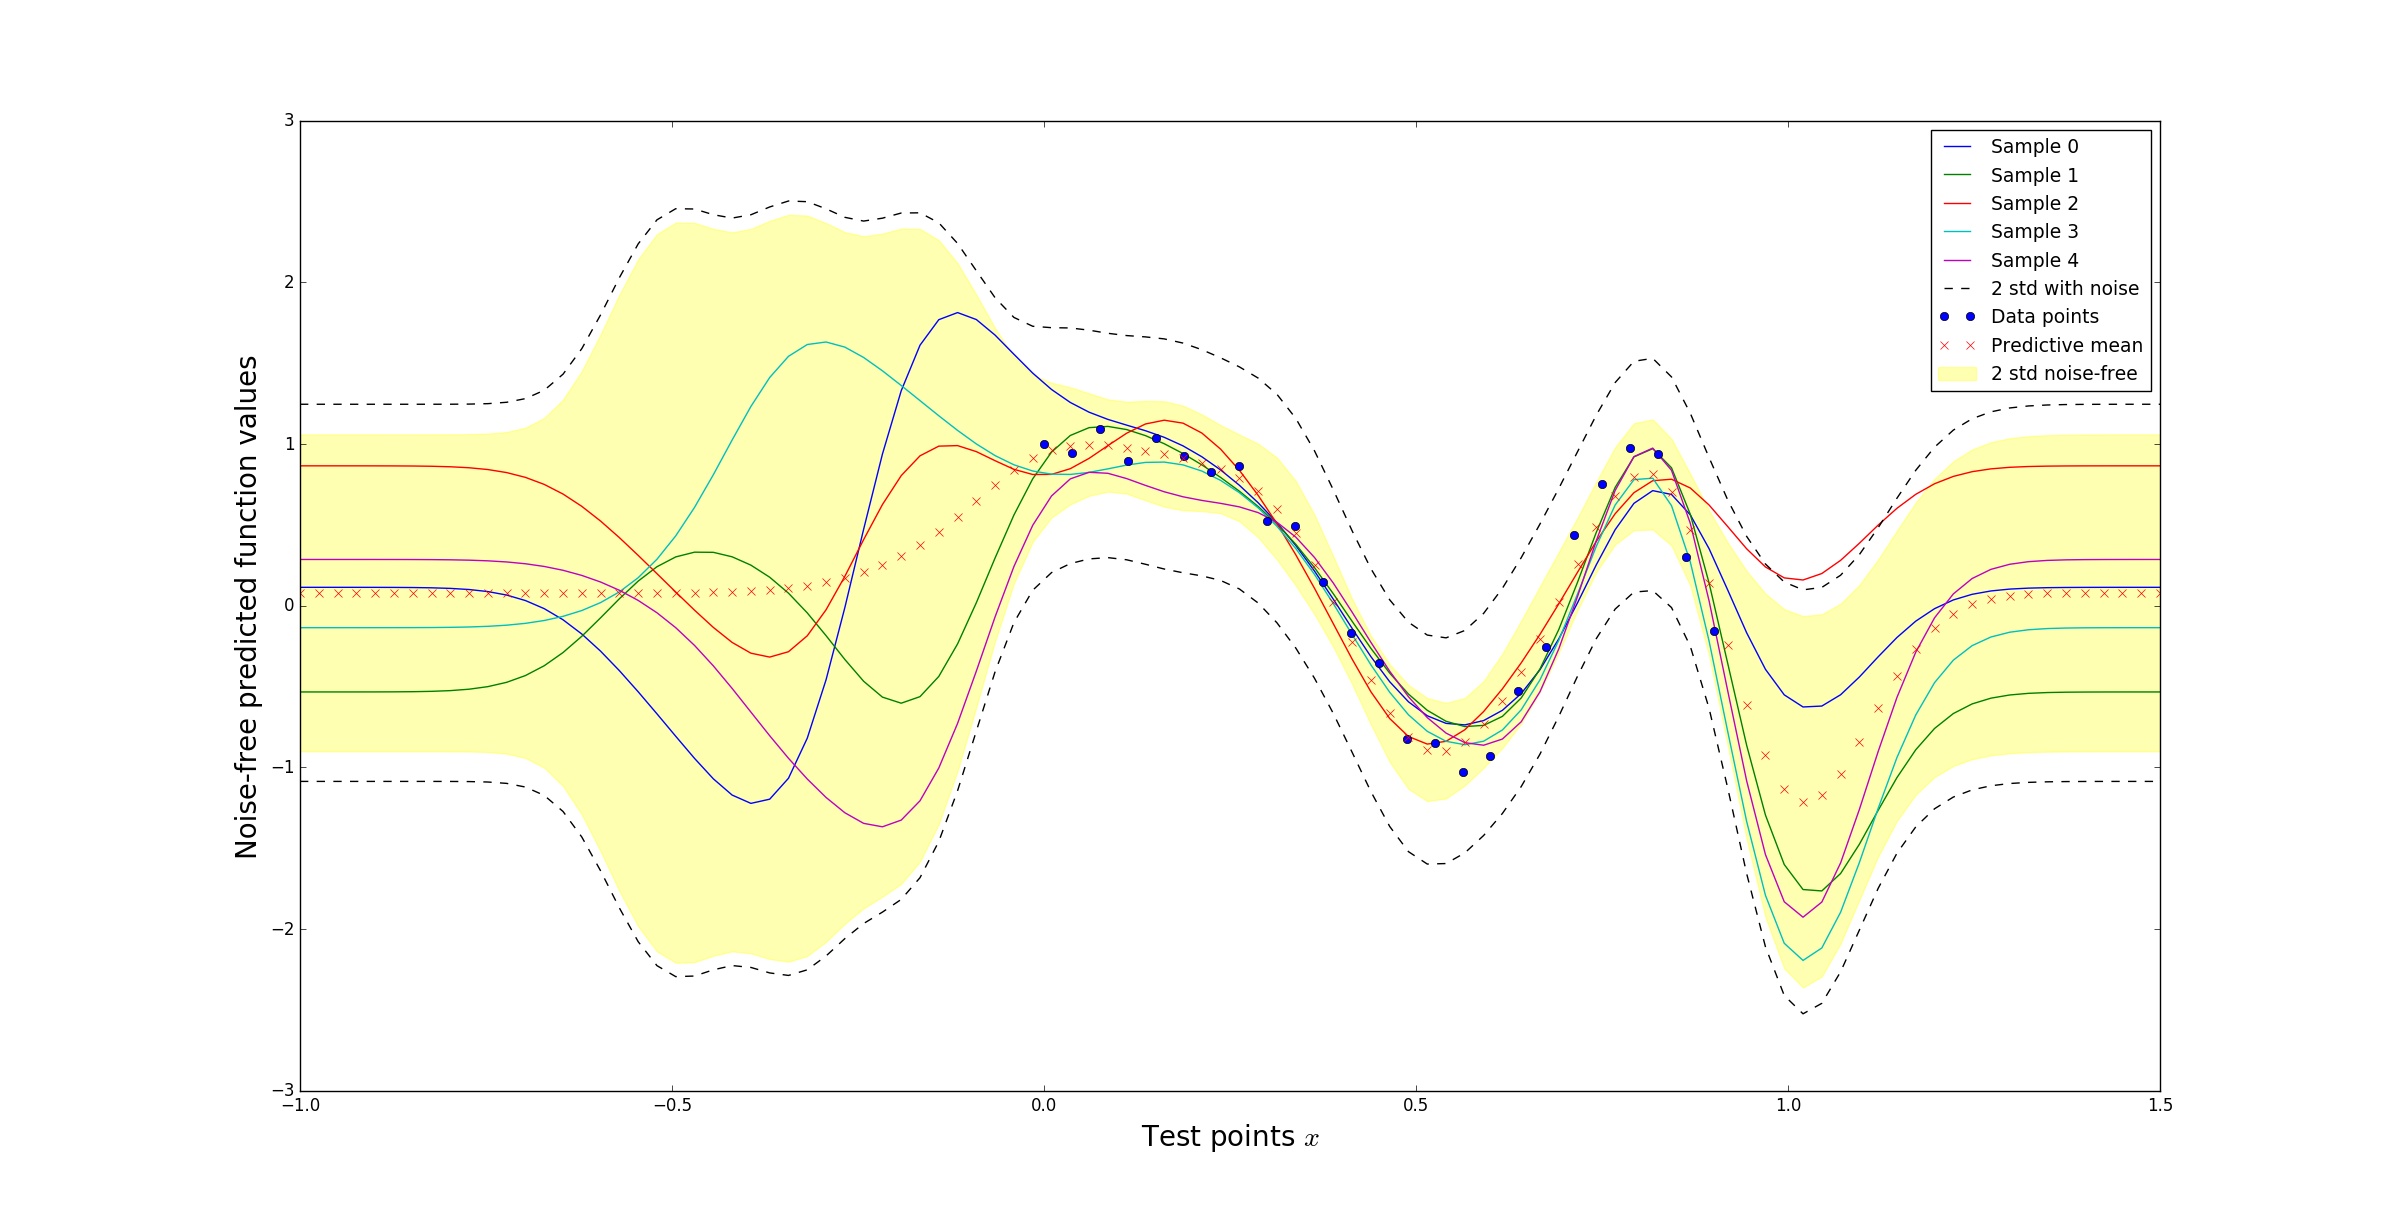 3
2
1
0
−1
−2
−3
Noise-free predicted function values
−1.0 −0.5 0.0 0.5 1.0 1.5
Test points x
Sample 0
Sample 1
Sample 2
Sample 3
Sample 4
2 std with noise
Data points
Predictive mean
2 std noise-free